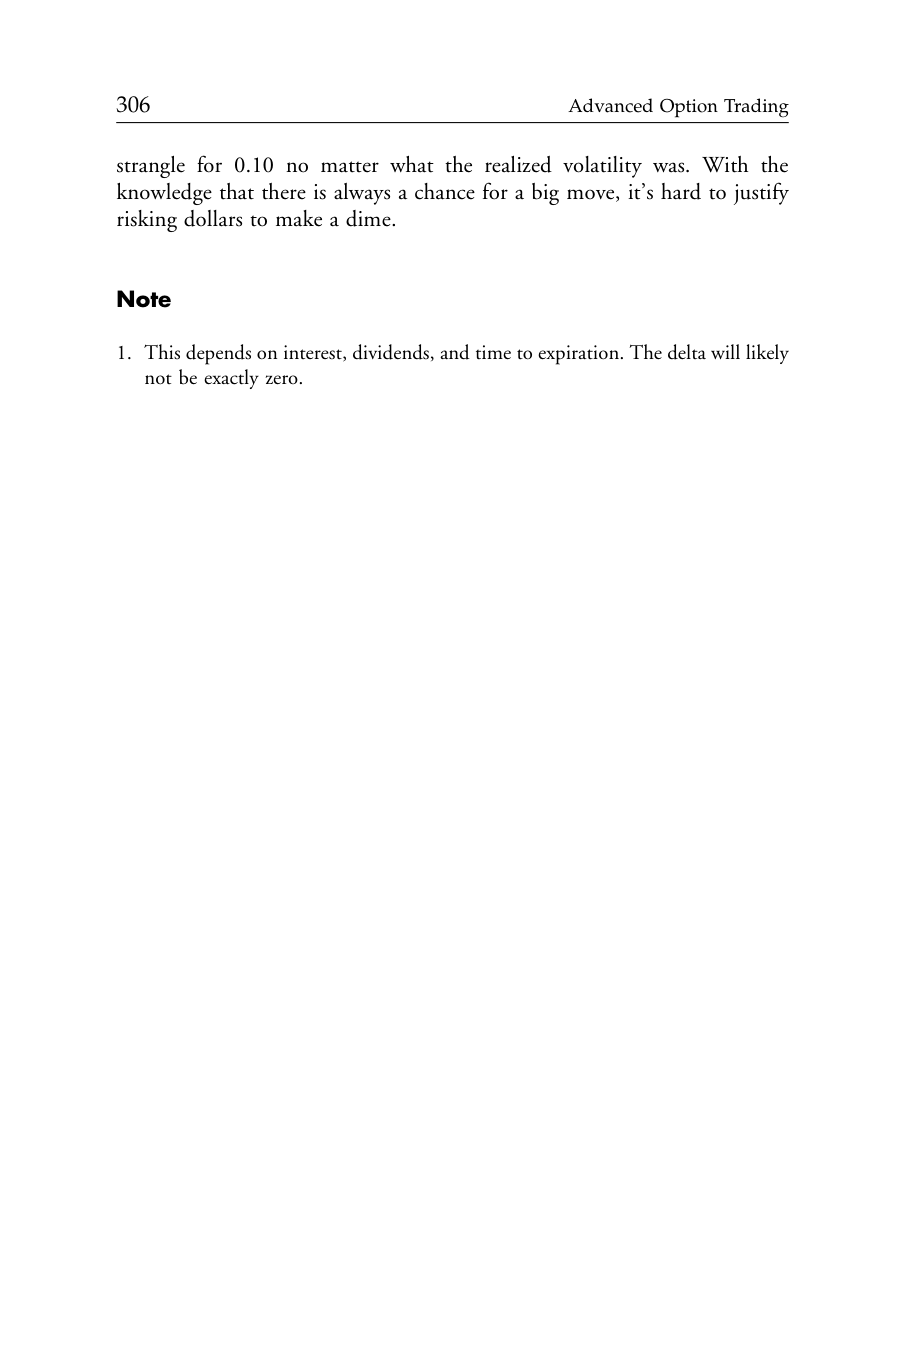 306 Advanced Option Trading
strangle for 0.10 no matter what the realized volatility was. With the
knowledge that there is always a chance for a big move, it’s hard to justify
risking dollars to make a dime.
Note
1. This depends on interest, dividends, and time to expiration. The delta will likely
not be exactly zero.